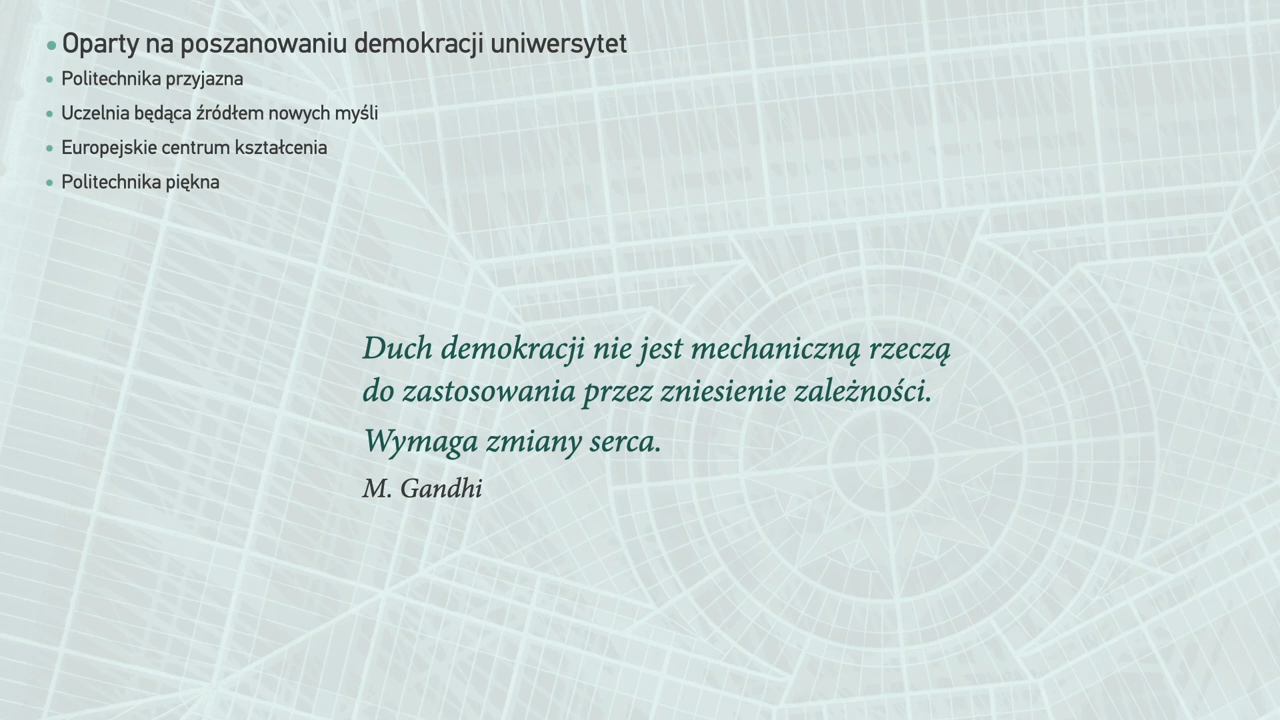 Oparty na poszanowaniu demokracji uniwersytet
Politechnika przyjazna
Uczelnia będąca źródłem nowych myśli
Europejskie centrum kształcenia
Politechnika piękna
Duch demokracji nie jest mechaniczną rzeczą
do zastosowania przez zniesienie zależności.
Wymaga zmiany serca.
M. Gandhi